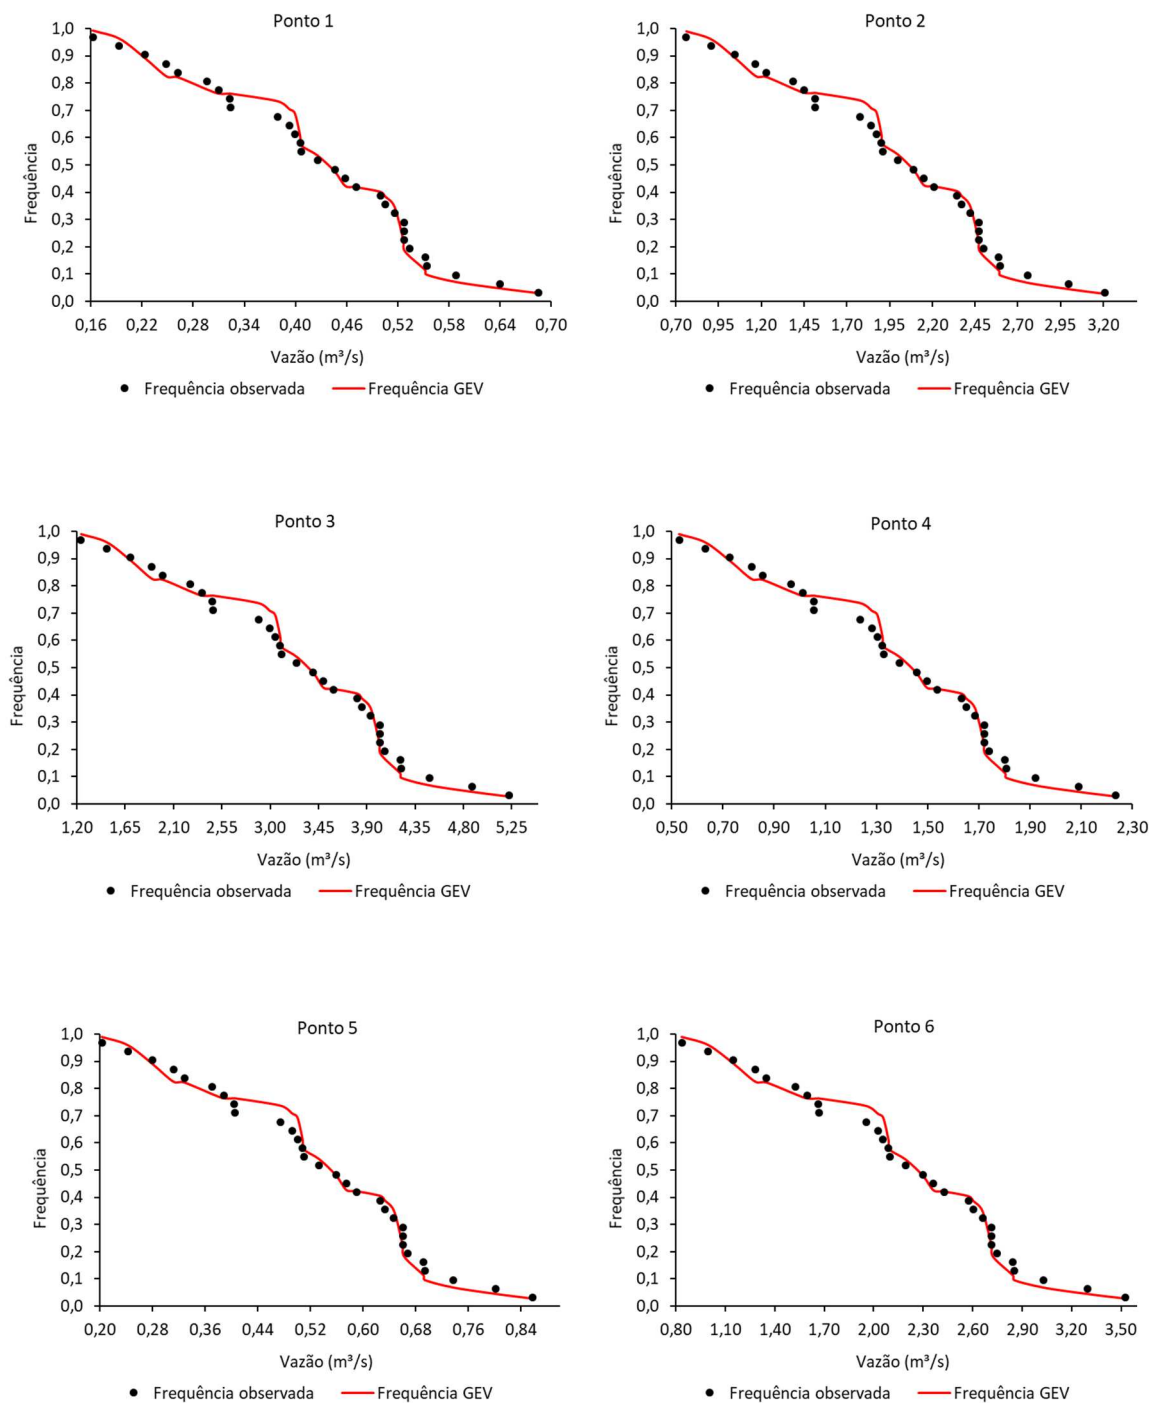 Ponto 1
1,0
0,9
0,8
0,7
0,6
0,5
0,4
0,3
0,2
0,1
0,0
Frequência
0,16 0,22 0,28 0,34 0,40 0,46 0,52 0,58 0,64 0,70
Vazão (m³/s)
Frequência observada Frequência GEV
Ponto 2
1,0
0,9
0,8
0,7
0,6
0,5
0,4
0,3
0,2
0,1
0,0
Frequência
0,70 0,95 1,20 1,45 1,70 1,95 2,20 2,45 2,70 2,95 3,20
Vazão (m³/s)
Frequência observada Frequência GEV
Ponto 3
1,0
0,9
0,8
0,7
0,6
0,5
0,4
0,3
0,2
0,1
0,0
Frequência
1,20 1,65 2,10 2,55 3,00 3,45 3,90 4,35 4,80 5,25
Vazão (m³/s)
Frequência observada Frequência GEV
Ponto 4
1,0
0,9
0,8
0,7
0,6
0,5
0,4
0,3
0,2
0,1
0,0
Frequência
0,50 0,70 0,90 1,10 1,30 1,50 1,70 1,90 2,10 2,30
Vazão (m³/s)
Frequência observada Frequência GEV
Ponto 5
1,0
0,9
0,8
0,7
0,6
0,5
0,4
0,3
0,2
0,1
0,0
Frequência
0,20 0,28 0,36 0,44 0,52 0,60 0,68 0,76 0,84
Vazão (m³/s)
Frequência observada Frequência GEV
Ponto 6
1,0
0,9
0,8
0,7
0,6
0,5
0,4
0,3
0,2
0,1
0,0
Frequência
0,80 1,10 1,40 1,70 2,00 2,30 2,60 2,90 3,20 3,50
Vazão (m³/s)
Frequência observada Frequência GEV